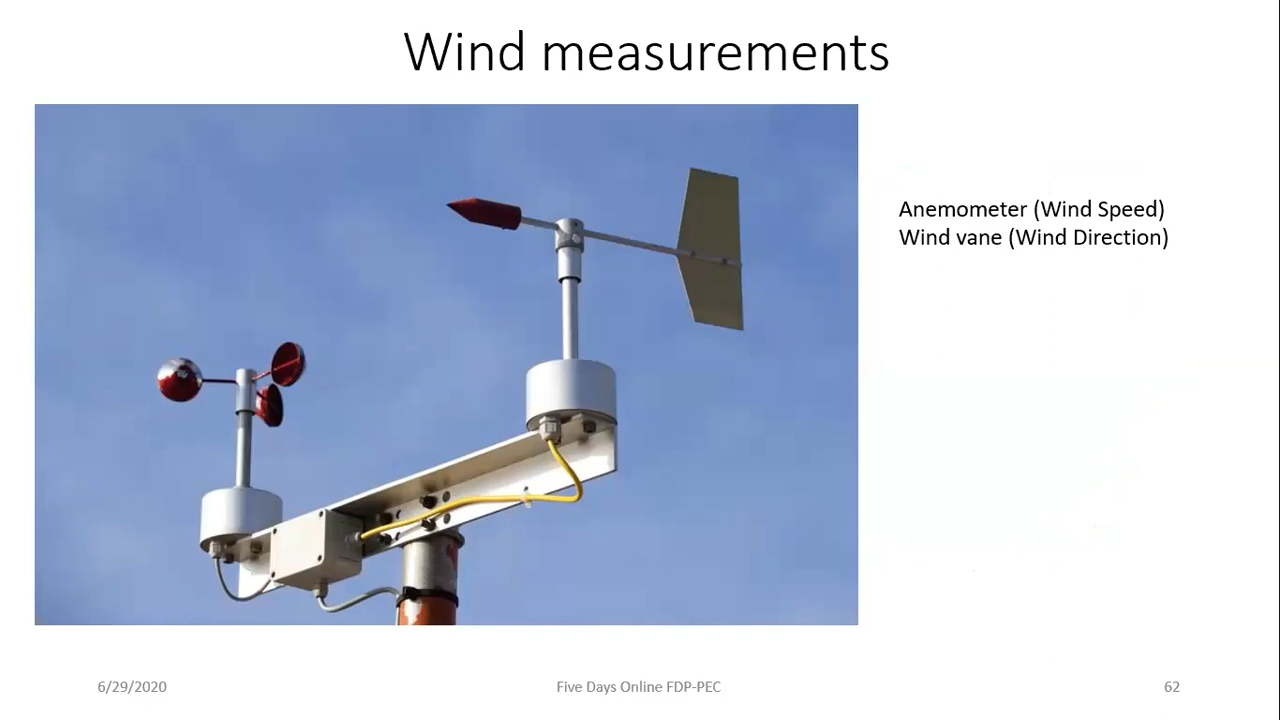 Wind measurements
Anemometer (Wind Speed)
Wind vane (Wind Direction)
6/29/2020
Five Days Online FDP-PEC
62